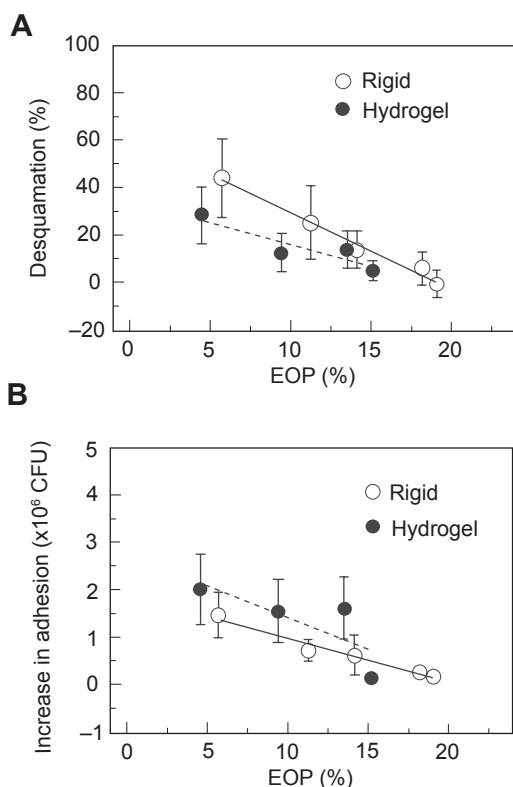 A
100
80
60
40
20
0
–20
Desquamation (%)
Rigid
Hydrogel
0 5 10 15 20
EOP (%)
B
5
4
3
2
1
0
–1
Increase in adhesion (x10⁶ CFU)
Rigid
Hydrogel
0 5 10 15 20
EOP (%)